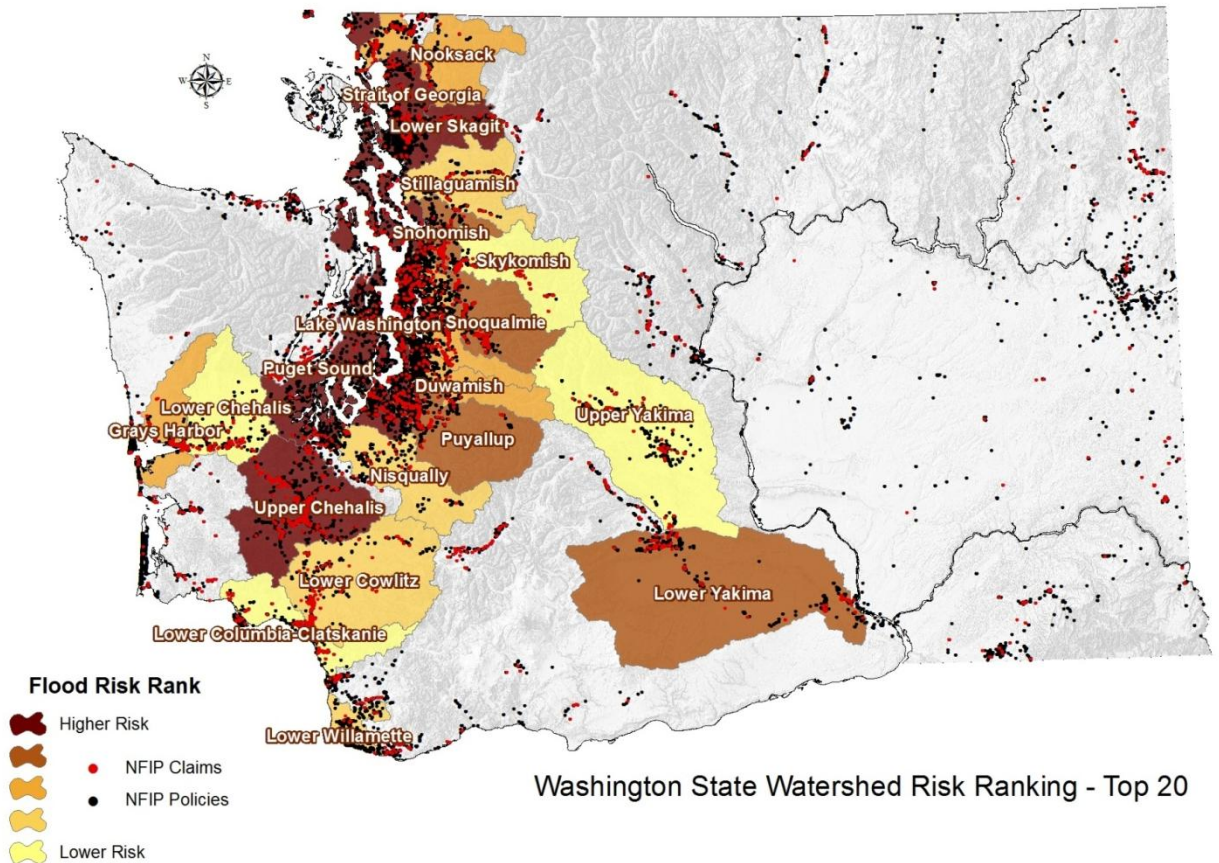 N
W
E
S
Nooksack
Strait of Georgia
Lower Skagit
Stillaguamish
Snohomish
Skykomish
Lake Washington
Snoqualmie
Puget Sound
Duwamish
Lower Chehalis
Upper Yakima
Grays Harbor
Puyallup
Nisqually
Upper Chehalis
Lower Cowlitz
Lower Yakima
Lower Columbia-Clatskanie
Lower Willamette
Flood Risk Rank
Higher Risk
NFIP Claims
NFIP Policies
Lower Risk
Washington State Watershed Risk Ranking - Top 20